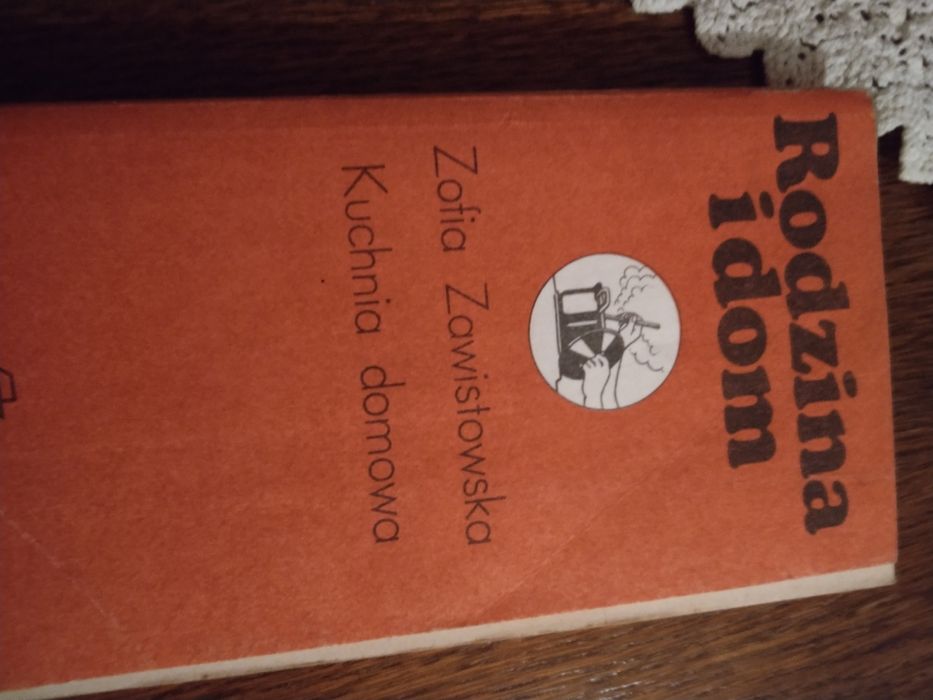 Rodzina
i dom
Zofia Zawistowska
Kuchnia domowa